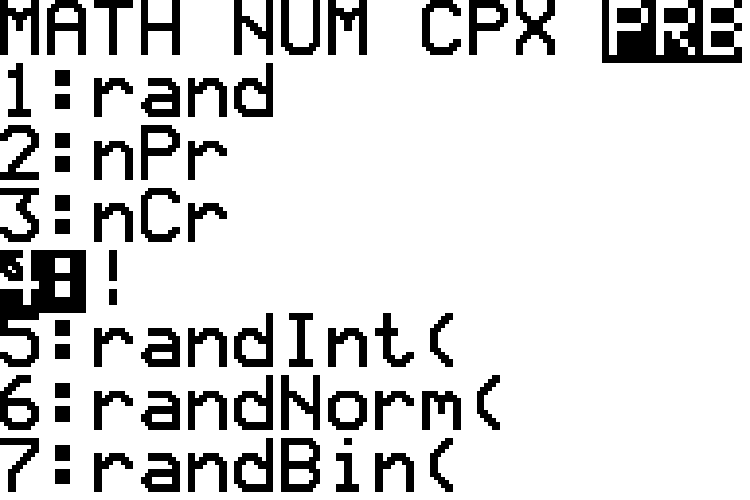 MATH NUM CPX PRB
1:rand
2:nPr
3:nCr
4:!
5:randInt(
6:randNorm(
7:randBin(